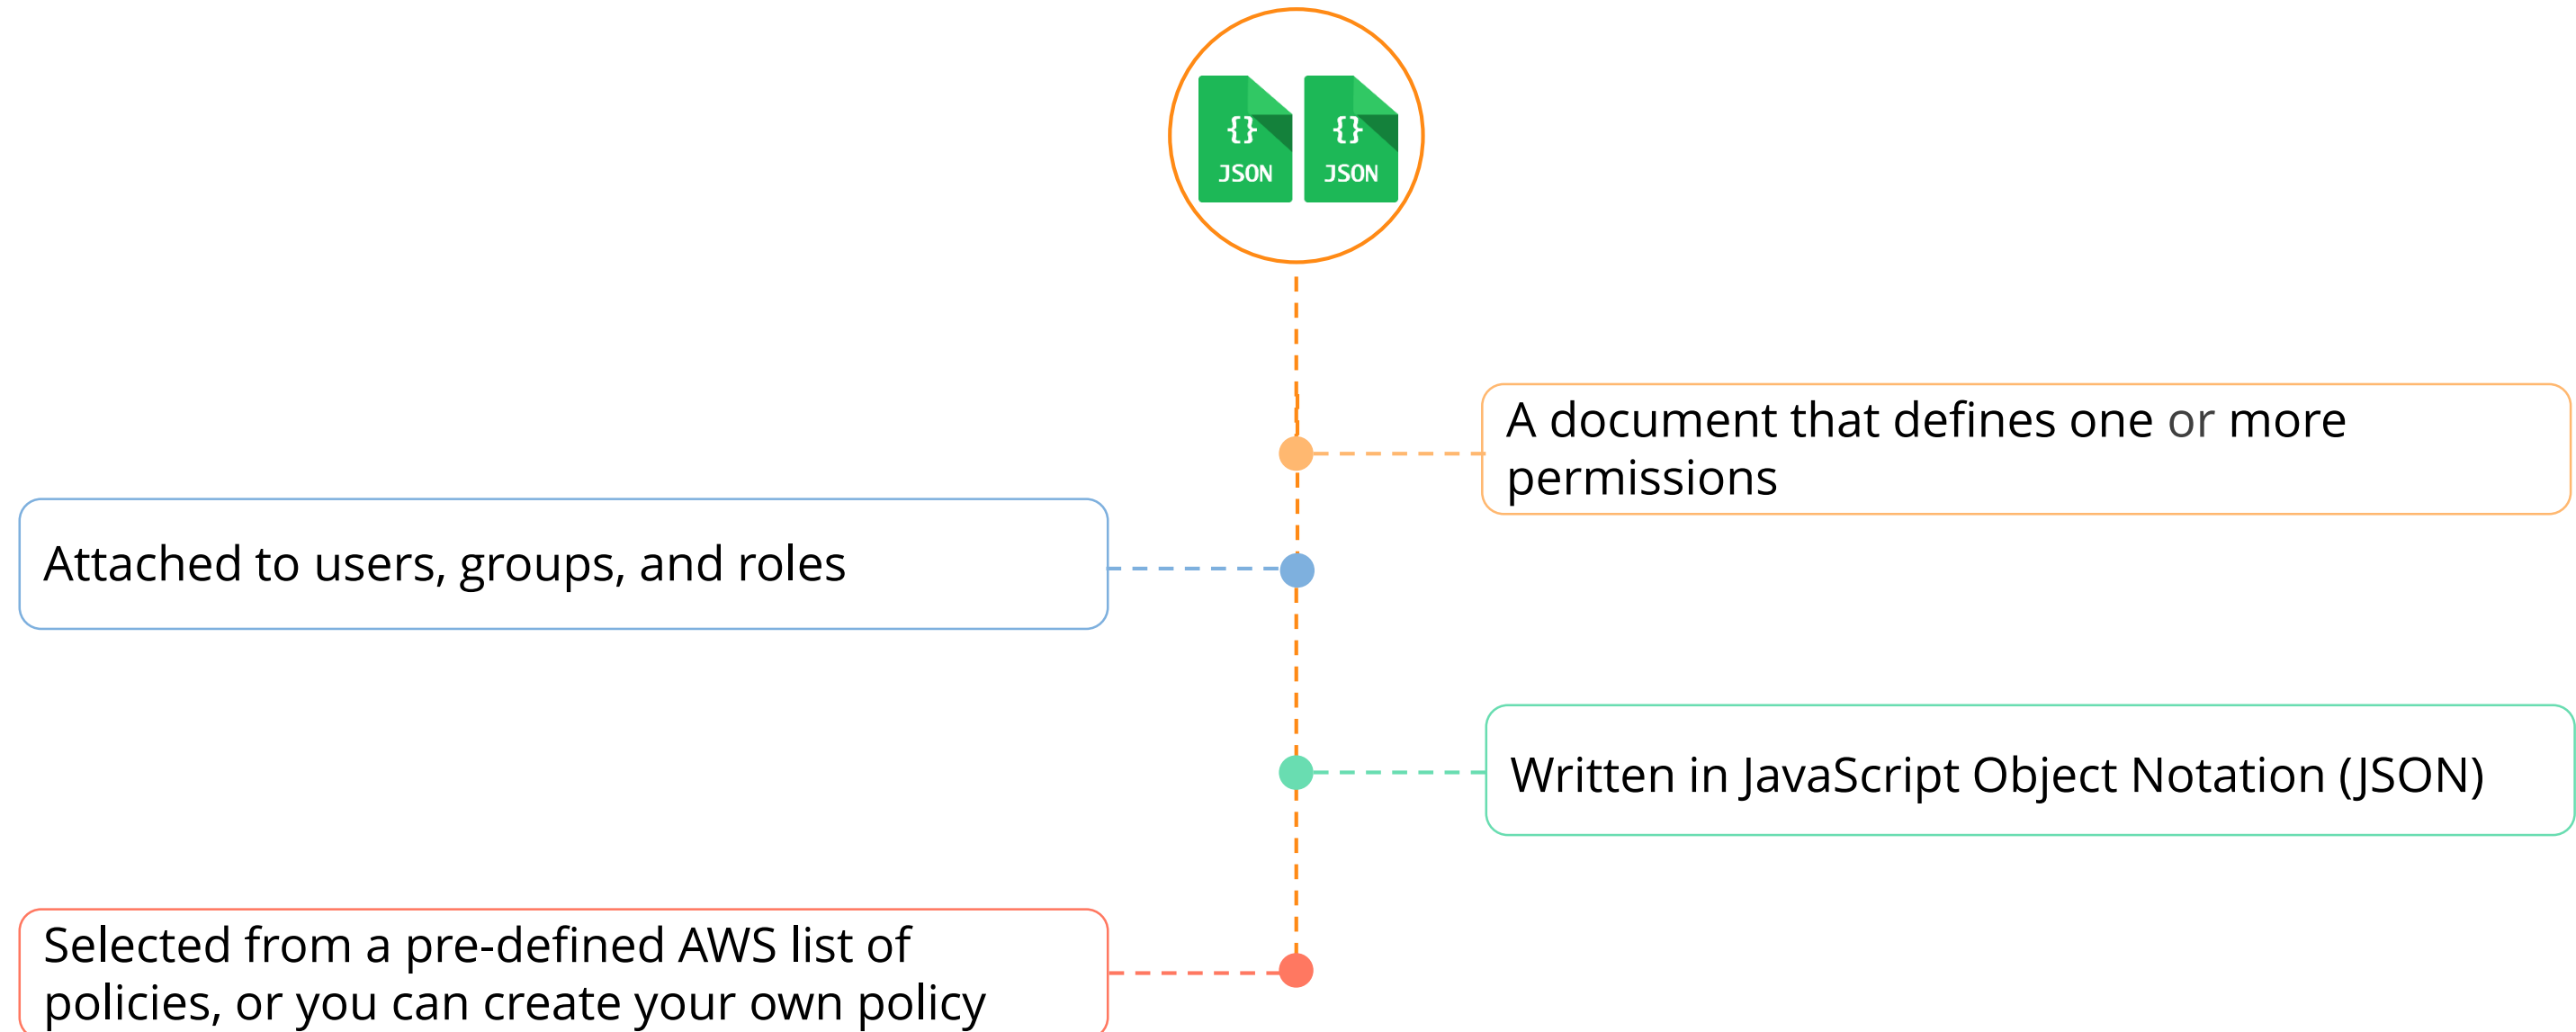 {} {}
JSON JSON
A document that defines one or more
permissions
Attached to users, groups, and roles
Written in JavaScript Object Notation (JSON)
Selected from a pre-defined AWS list of
policies, or you can create your own policy